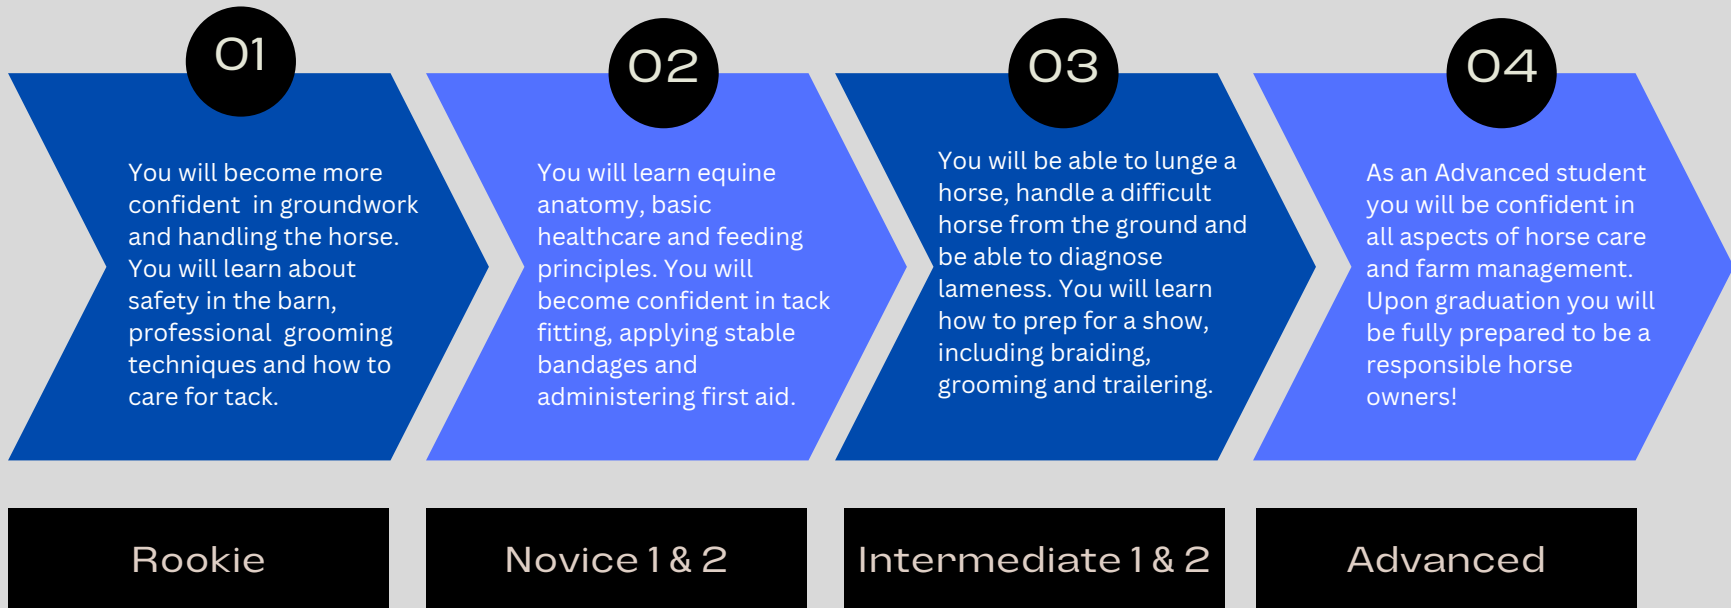 01
You will become more
confident in groundwork
and handling the horse.
You will learn about
safety in the barn,
professional grooming
techniques and how to
care for tack.
Rookie
02
You will learn equine
anatomy, basic
healthcare and feeding
principles. You will
become confident in tack
fitting, applying stable
bandages and
administering first aid.
Novice 1 & 2
03
You will be able to lunge a
horse, handle a difficult
horse from the ground and
be able to diagnose
lameness. You will learn
how to prep for a show,
including braiding,
grooming and trailering.
Intermediate 1 & 2
04
As an Advanced student
you will be confident in
all aspects of horse care
and farm management.
Upon graduation you will
be fully prepared to be a
responsible horse
owners!
Advanced